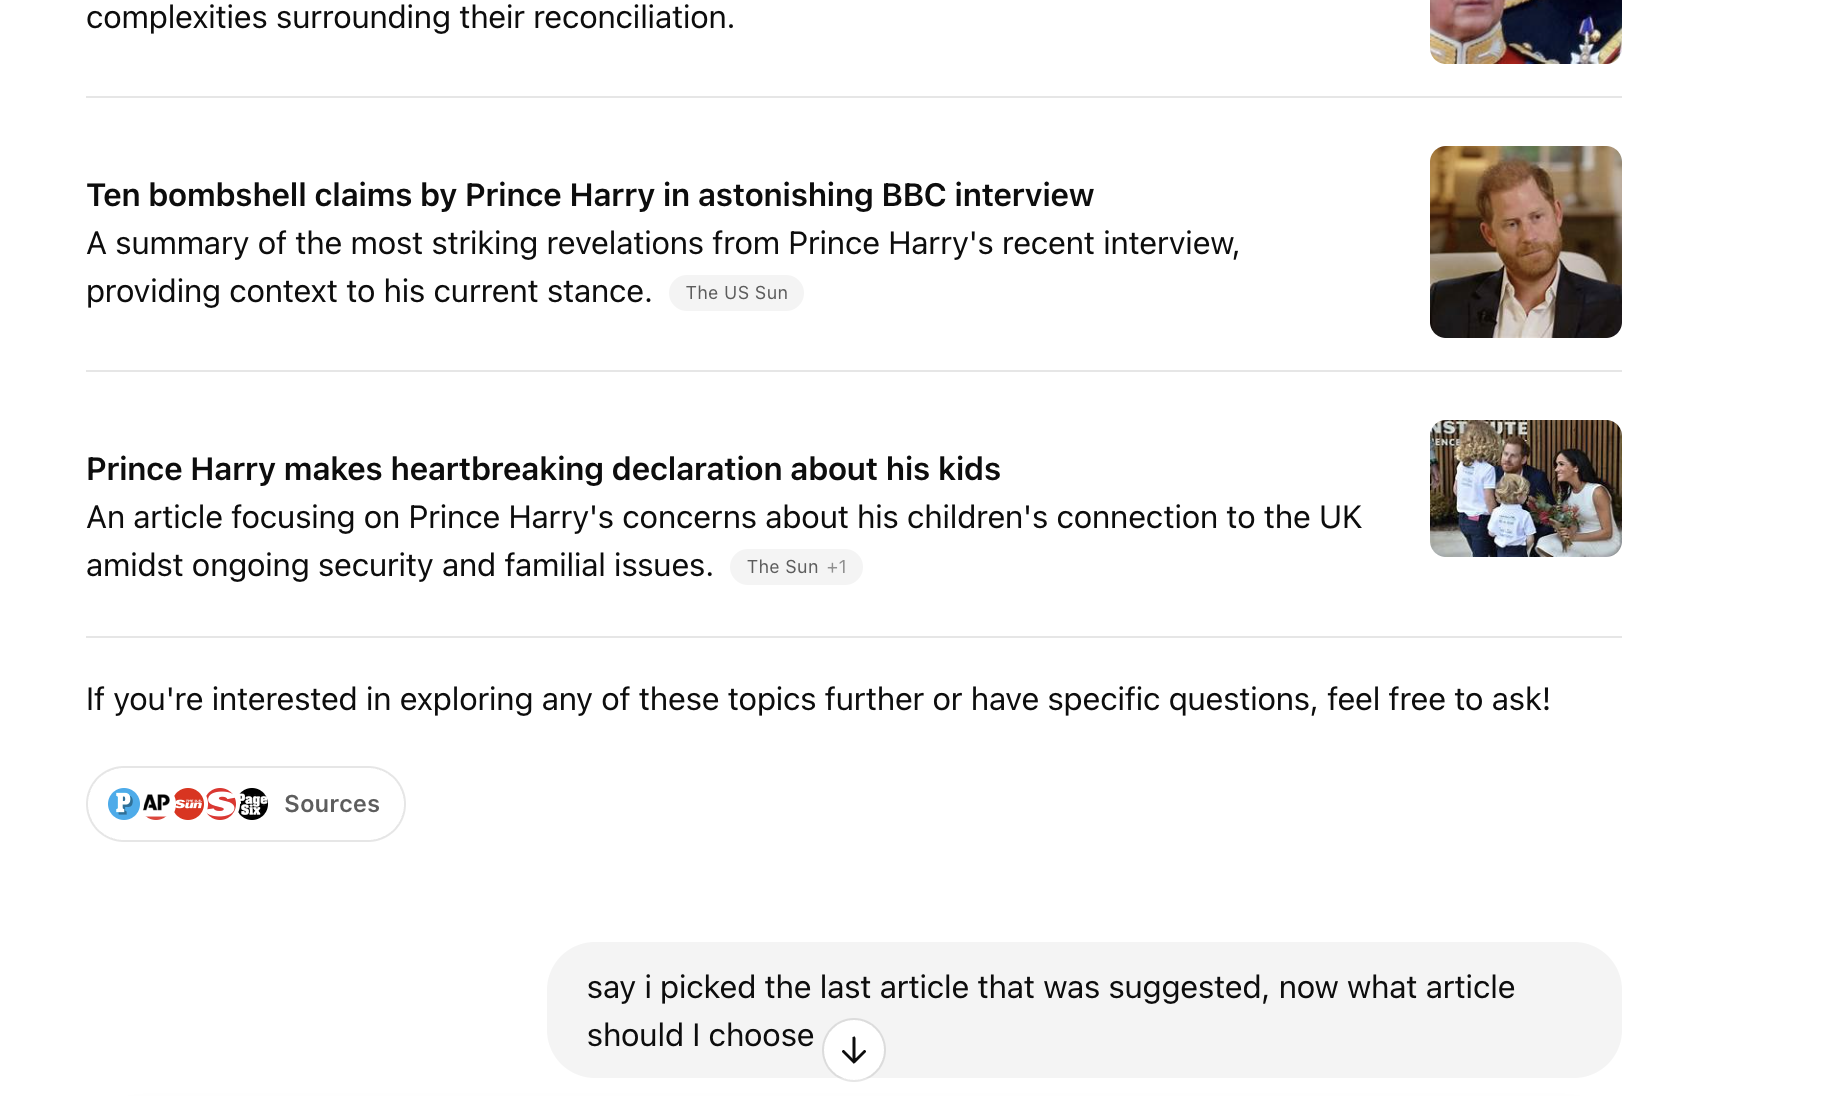 complexities surrounding their reconciliation.
Ten bombshell claims by Prince Harry in astonishing BBC interview
A summary of the most striking revelations from Prince Harry's recent interview,
providing context to his current stance. The US Sun
INSTITUTE
Prince Harry makes heartbreaking declaration about his kids
An article focusing on Prince Harry's concerns about his children's connection to the UK
amidst ongoing security and familial issues. The Sun +1
If you're interested in exploring any of these topics further or have specific questions, feel free to ask!
P AP Sun S Page Six Sources
say i picked the last article that was suggested, now what article
should I choose